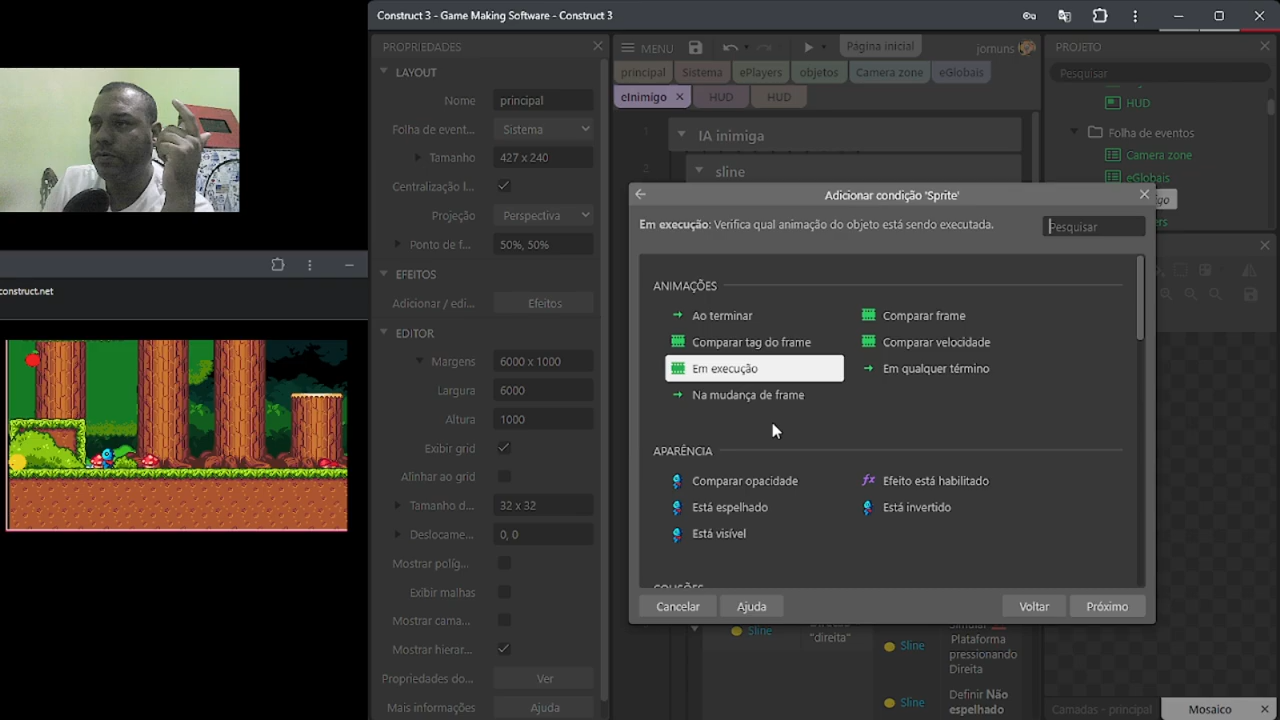 Construct 3 - Game Making Software - Construct 3
PROPRIEDADES
LAYOUT
Nome principal
Folha de event... Sistema
Tamanho 427 x 240
Centralização I...
Projeção Perspectiva
Ponto de f... 50%, 50%
EFEITOS
Adicionar / edi... Efeitos
EDITOR
Margens 6000 x 1000
Largura 6000
Altura 1000
Exibir grid
Alinhar ao grid
Tamanho d... 32 x 32
Deslocame... 0, 0
Mostrar políg...
Exibir malhas
Mostrar cama...
Mostrar hierar...
Propriedades do... Ver
Mais informações Ajuda
construct.net
MENU
Página inicial
jornuns
principal Sistema ePlayers objetos Camera zone eGlobais
eInimigo HUD HUD
1 IA inimiga
2 sline
PROJETO
Pesquisar
HUD
Folha de eventos
Camera zone
eGlobais
Adicionar condição 'Sprite'
Em execução: Verifica qual animação do objeto está sendo executada.
Pesquisar
ANIMAÇÕES
Ao terminar Comparar frame
Comparar tag do frame Comparar velocidade
Em execução Em qualquer término
Na mudança de frame
APARÊNCIA
Comparar opacidade Efeito está habilitado
Está espelhado Está invertido
Está visível
Cancelar Ajuda Voltar Próximo
Sline
"direita"
Sline
Plataforma
pressionando
Direita
Sline
Definir Não
espelhado
Camadas - principal Mosaico